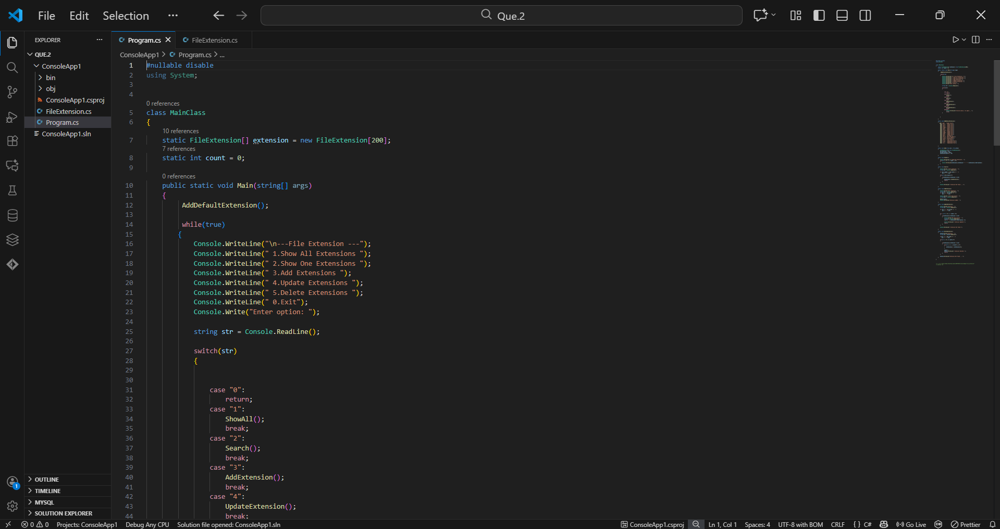 File Edit Selection ··· Que.2
EXPLORER ···
QUE.2
ConsoleApp1
bin
obj
ConsoleApp1.csproj
FileExtension.cs
Program.cs
ConsoleApp1.sln
OUTLINE
TIMELINE
MYSQL
SOLUTION EXPLORER
1
Program.cs FileExtension.cs
ConsoleApp1 > Program.cs > ...
1 #nullable disable
2 using System;
3
4
0 references
5 class MainClass
6 {
10 references
7 static FileExtension[] extension = new FileExtension[200];
7 references
8 static int count = 0;
9
0 references
10 public static void Main(string[] args)
11 {
12 AddDefaultExtension();
13
14 while(true)
15 {
16 Console.WriteLine("\n---File Extension ---");
17 Console.WriteLine(" 1.Show All Extensions ");
18 Console.WriteLine(" 2.Show One Extensions ");
19 Console.WriteLine(" 3.Add Extensions ");
20 Console.WriteLine(" 4.Update Extensions ");
21 Console.WriteLine(" 5.Delete Extensions ");
22 Console.WriteLine(" 0.Exit");
23 Console.Write("Enter option: ");
24
25 string str = Console.ReadLine();
26
27 switch(str)
28 {
29
30
31 case "0":
32 return;
33 case "1":
34 ShowAll();
35 break;
36 case "2":
37 Search();
38 break;
39 case "3":
40 AddExtension();
41 break;
42 case "4":
43 UpdateExtension();
44 break;
0 0 Projects: ConsoleApp1 Debug Any CPU Solution file opened: ConsoleApp1.sln ConsoleApp1.csproj Ln 1, Col 1 Spaces: 4 UTF-8 with BOM CRLF { } C# Go Live Prettier